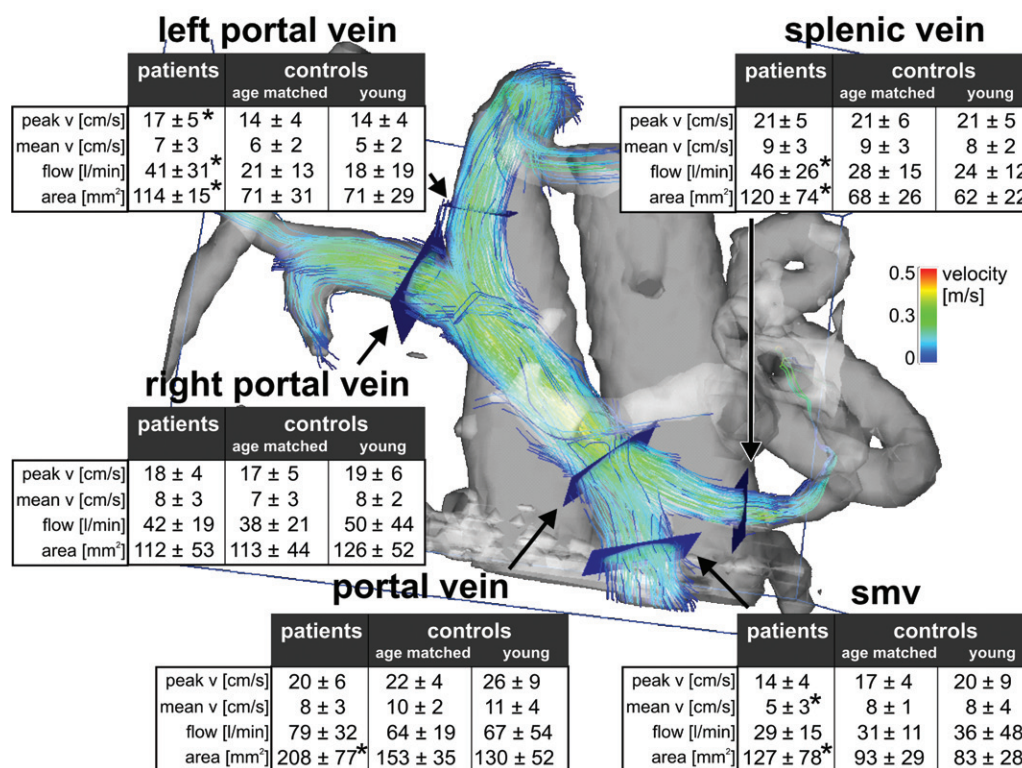 left portal vein
patients controls
age matched young
peak v [cm/s] 17 ± 5* 14 ± 4 14 ± 4
mean v [cm/s] 7 ± 3 6 ± 2 5 ± 2
flow [l/min] 41 ± 31* 21 ± 13 18 ± 19
area [mm²] 114 ± 15* 71 ± 31 71 ± 29
splenic vein
patients controls
age matched young
peak v [cm/s] 21 ± 5 21 ± 6 21 ± 5
mean v [cm/s] 9 ± 3 9 ± 3 8 ± 2
flow [l/min] 46 ± 26* 28 ± 15 24 ± 12
area [mm²] 120 ± 74* 68 ± 26 62 ± 22
0.5 velocity
[m/s]
0.3
0
right portal vein
patients controls
age matched young
peak v [cm/s] 18 ± 4 17 ± 5 19 ± 6
mean v [cm/s] 8 ± 3 7 ± 3 8 ± 2
flow [l/min] 42 ± 19 38 ± 21 50 ± 44
area [mm²] 112 ± 53 113 ± 44 126 ± 52
portal vein
patients controls
age matched young
peak v [cm/s] 20 ± 6 22 ± 4 26 ± 9
mean v [cm/s] 8 ± 3 10 ± 2 11 ± 4
flow [l/min] 79 ± 32 64 ± 19 67 ± 54
area [mm²] 208 ± 77* 153 ± 35 130 ± 52
smv
patients controls
age matched young
peak v [cm/s] 14 ± 4 17 ± 4 20 ± 9
mean v [cm/s] 5 ± 3* 8 ± 1 8 ± 4
flow [l/min] 29 ± 15 31 ± 11 36 ± 48
area [mm²] 127 ± 78* 93 ± 29 83 ± 28